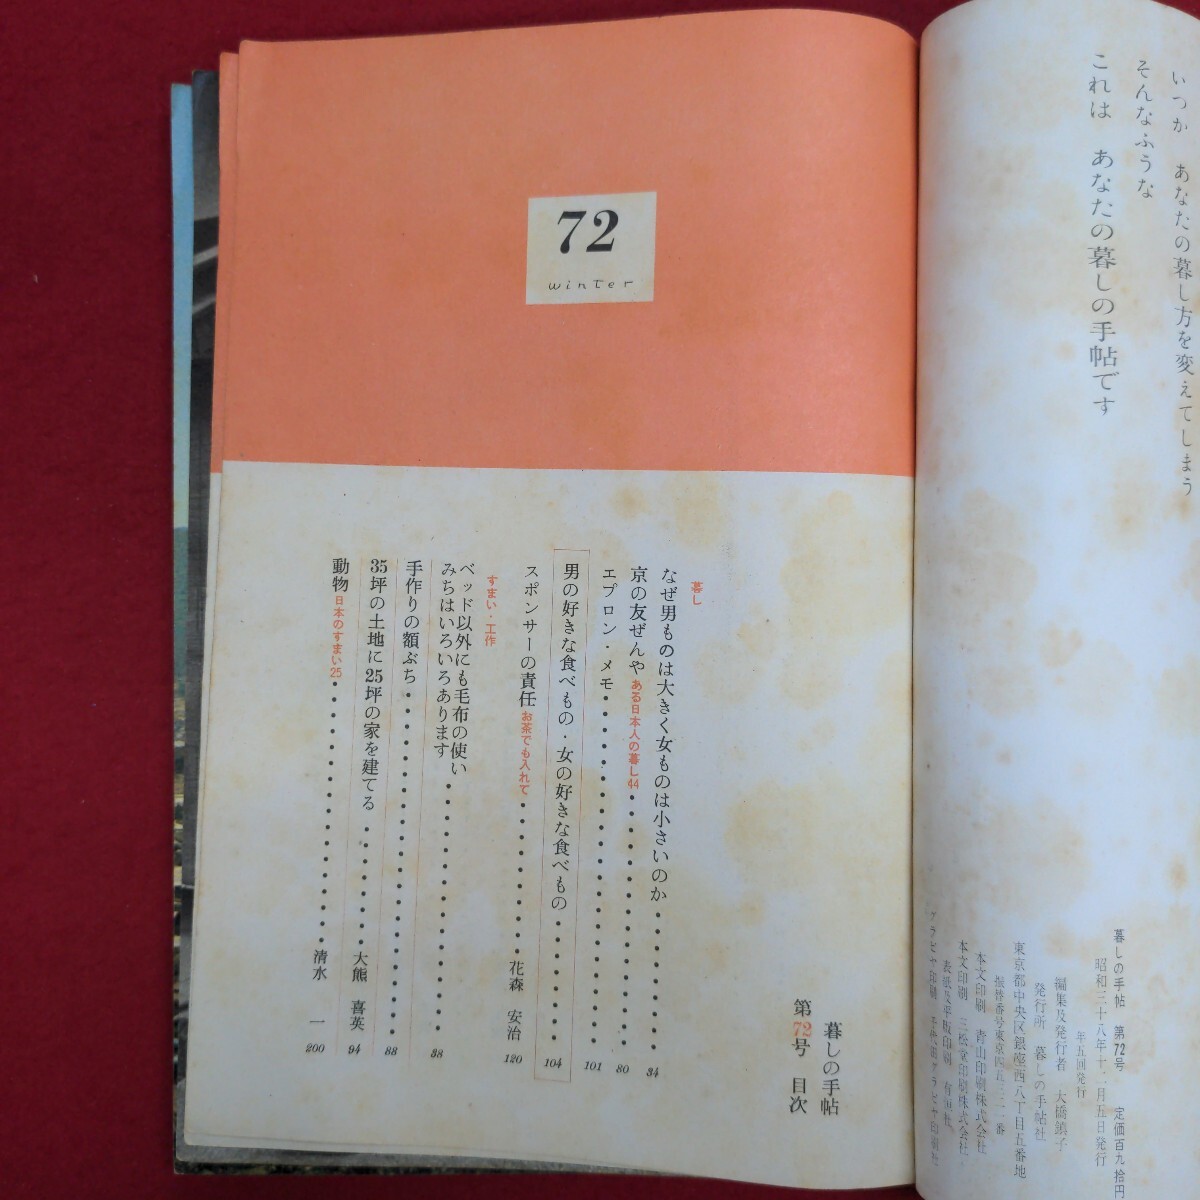 いつか　あなたの暮し方を変えてしまう
そんなふうな
これは　あなたの暮しの手帖です
暮しの手帖　第72号　定価百九拾円
昭和三十八年十二月五日発行
年五回発行
編集及発行者　大橋鎭子
発行所　暮しの手帖社
東京都中央区銀座西八丁目五番地
本文印刷　青山印刷株式会社
本文印刷　三松堂印刷株式会社
72
winter
暮しの手帖
第72号　目次
暮し
なぜ男ものは大きく女ものは小さいのか 34
京の友ぜんや ある日本人の暮し44 80
エプロン・メモ 101
男の好きな食べもの・女の好きな食べもの 104
スポンサーの責任 お茶でも入れて 花森　安治 120
すまい・工作
ベッド以外にも毛布の使い
みちはいろいろあります 38
手作りの額ぶち 88
35坪の土地に25坪の家を建てる 大熊　喜英 94
動物 日本のすまい25 清水　一 200